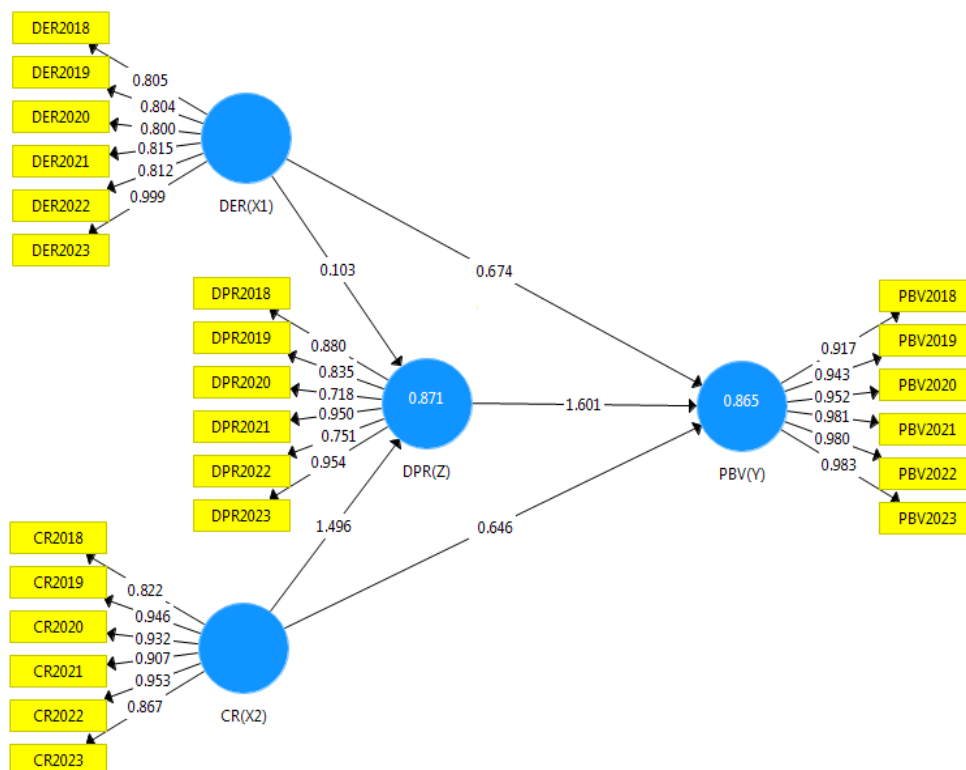 DER2018
DER2019
DER2020
DER2021
DER2022
DER2023
0.805
0.804
0.800
0.815
0.812
0.999
DER(X1)
0.103
0.674
DPR2018
DPR2019
DPR2020
DPR2021
DPR2022
DPR2023
0.880
0.835
0.718
0.950
0.751
0.954
0.871
DPR(Z)
1.601
0.865
PBV(Y)
0.917
0.943
0.952
0.981
0.980
0.983
PBV2018
PBV2019
PBV2020
PBV2021
PBV2022
PBV2023
1.496
0.646
CR2018
CR2019
CR2020
CR2021
CR2022
CR2023
0.822
0.946
0.932
0.907
0.953
0.867
CR(X2)